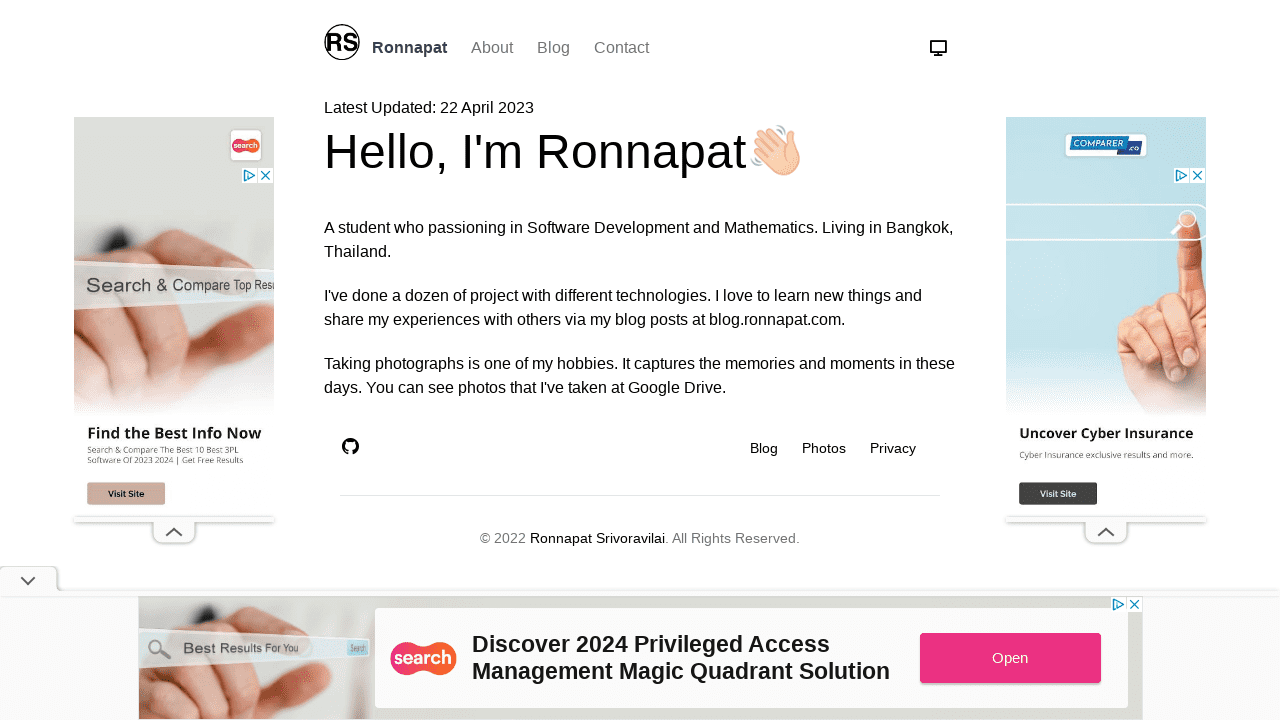 RS Ronnapat About Blog Contact
Latest Updated: 22 April 2023
Hello, I'm Ronnapat👋🏻
A student who passioning in Software Development and Mathematics. Living in Bangkok,
Thailand.
I've done a dozen of project with different technologies. I love to learn new things and
share my experiences with others via my blog posts at blog.ronnapat.com.
Taking photographs is one of my hobbies. It captures the memories and moments in these
days. You can see photos that I've taken at Google Drive.
Blog Photos Privacy
© 2022 Ronnapat Srivoravilai. All Rights Reserved.
search
Search & Compare Top Resu
Find the Best Info Now
Search & Compare The Best 10 Best 3PL
Software Of 2023 2024 | Get Free Results
Visit Site
COMPARER.co
Uncover Cyber Insurance
Cyber Insurance exclusive results and more.
Visit Site
Best Results For You Search
search
Discover 2024 Privileged Access
Management Magic Quadrant Solution
Open